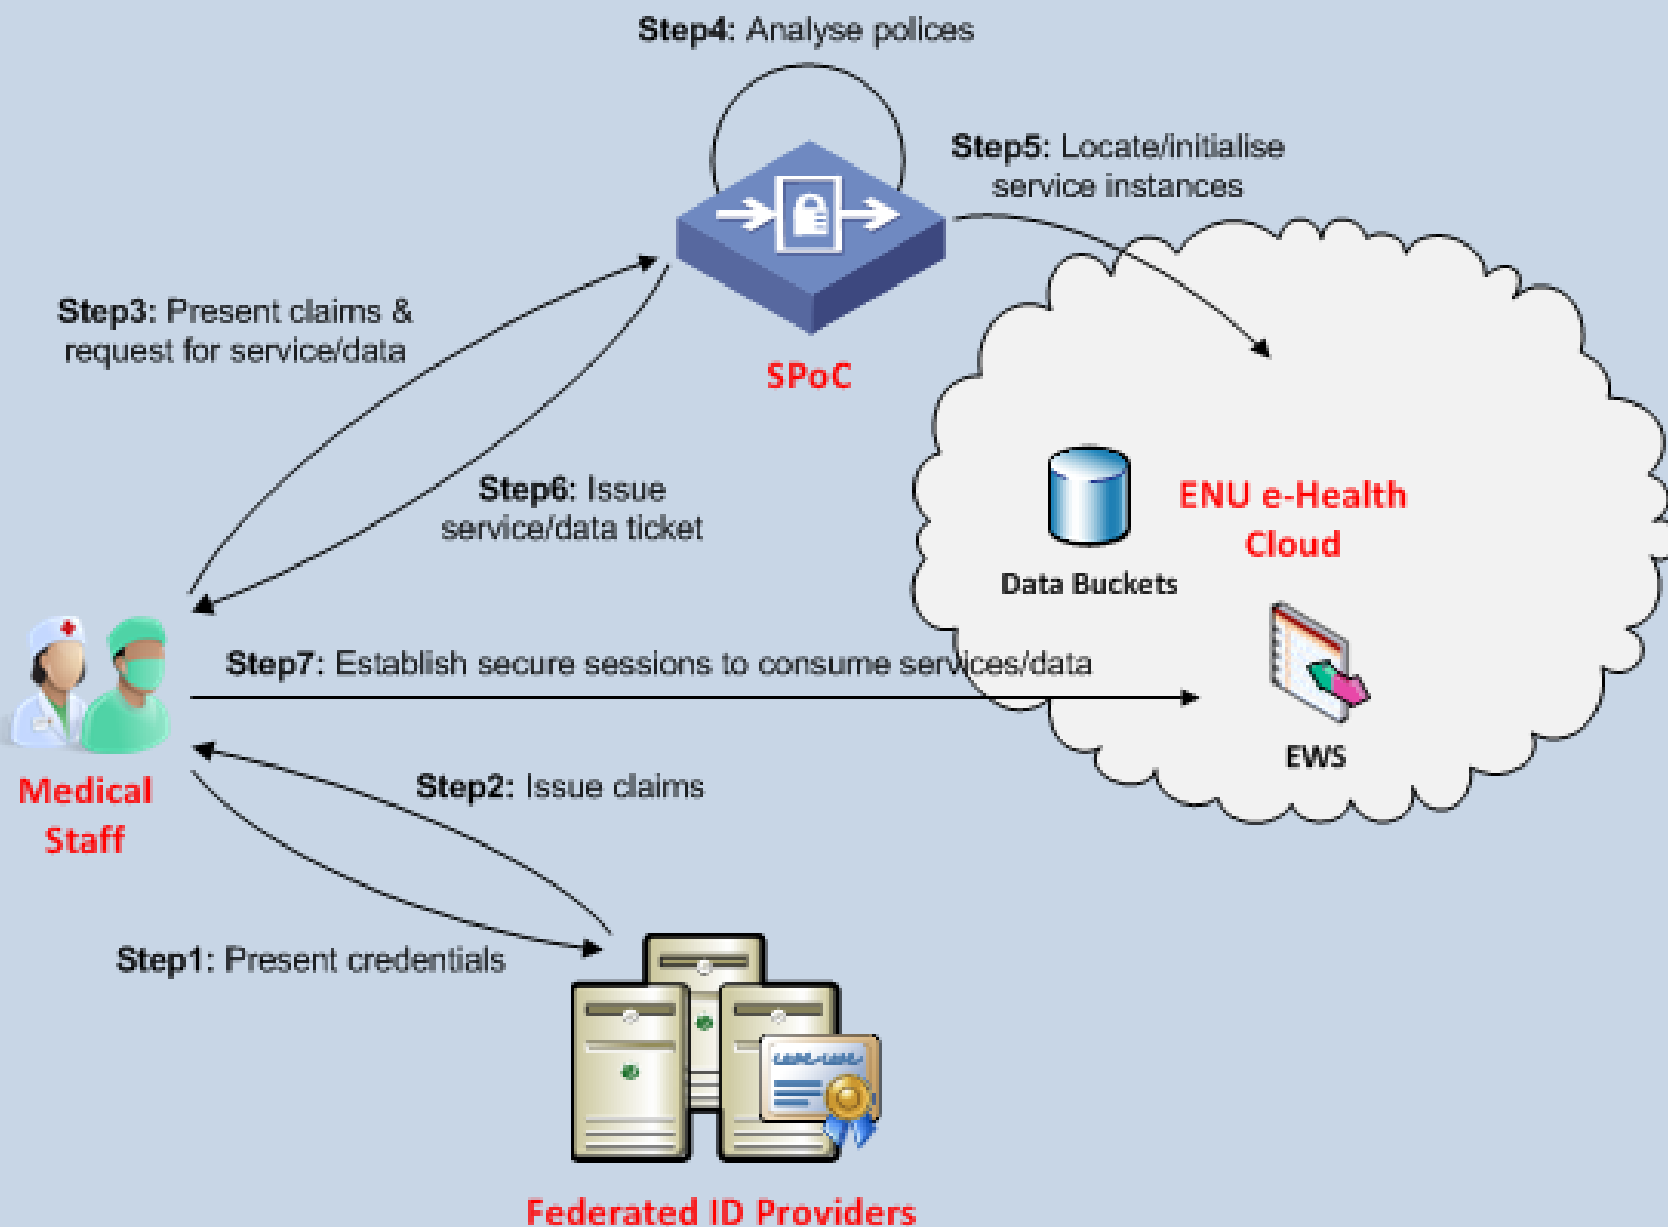 Step4: Analyse polices
Step5: Locate/initialise
service instances
Step3: Present claims &
request for service/data
SPoC
Step6: Issue
service/data ticket
ENU e-Health
Cloud
Data Buckets
Step7: Establish secure sessions to consume services/data
EWS
Medical
Staff
Step2: Issue claims
Step1: Present credentials
Federated ID Providers